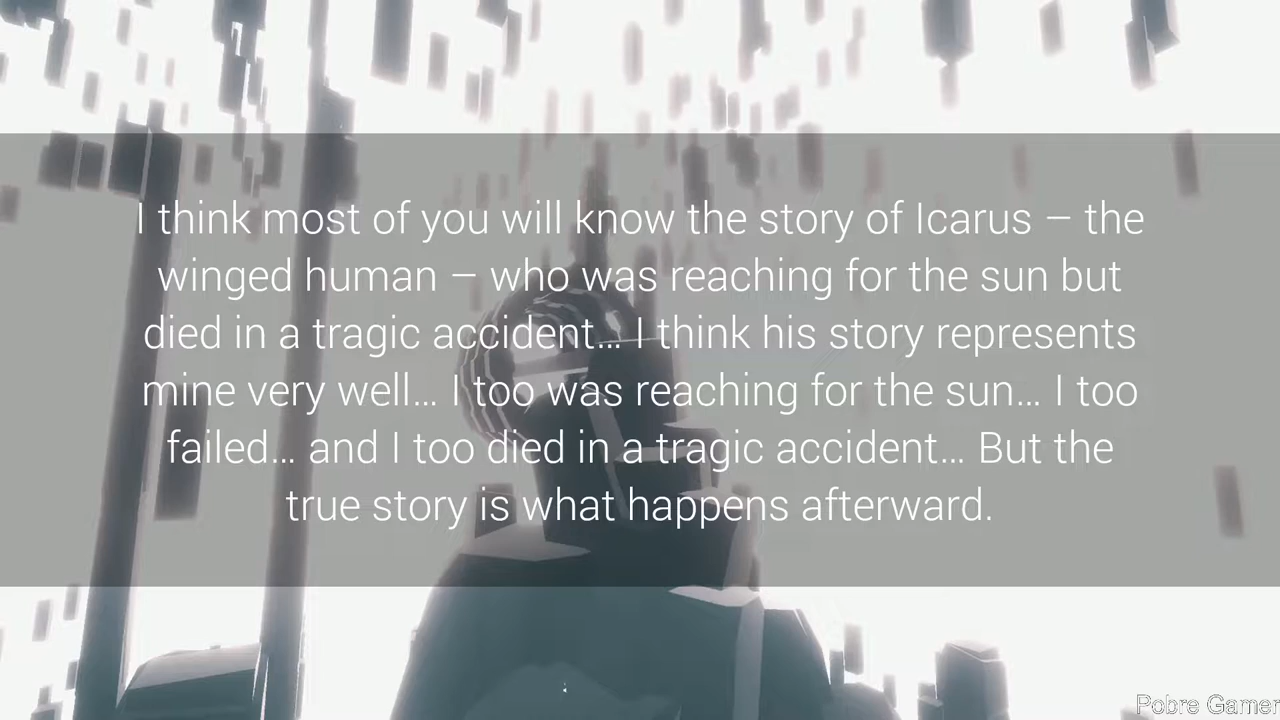 I think most of you will know the story of Icarus – the
winged human – who was reaching for the sun but
died in a tragic accident... I think his story represents
mine very well... I too was reaching for the sun... I too
failed... and I too died in a tragic accident... But the
true story is what happens afterward.
Pobre Gamer